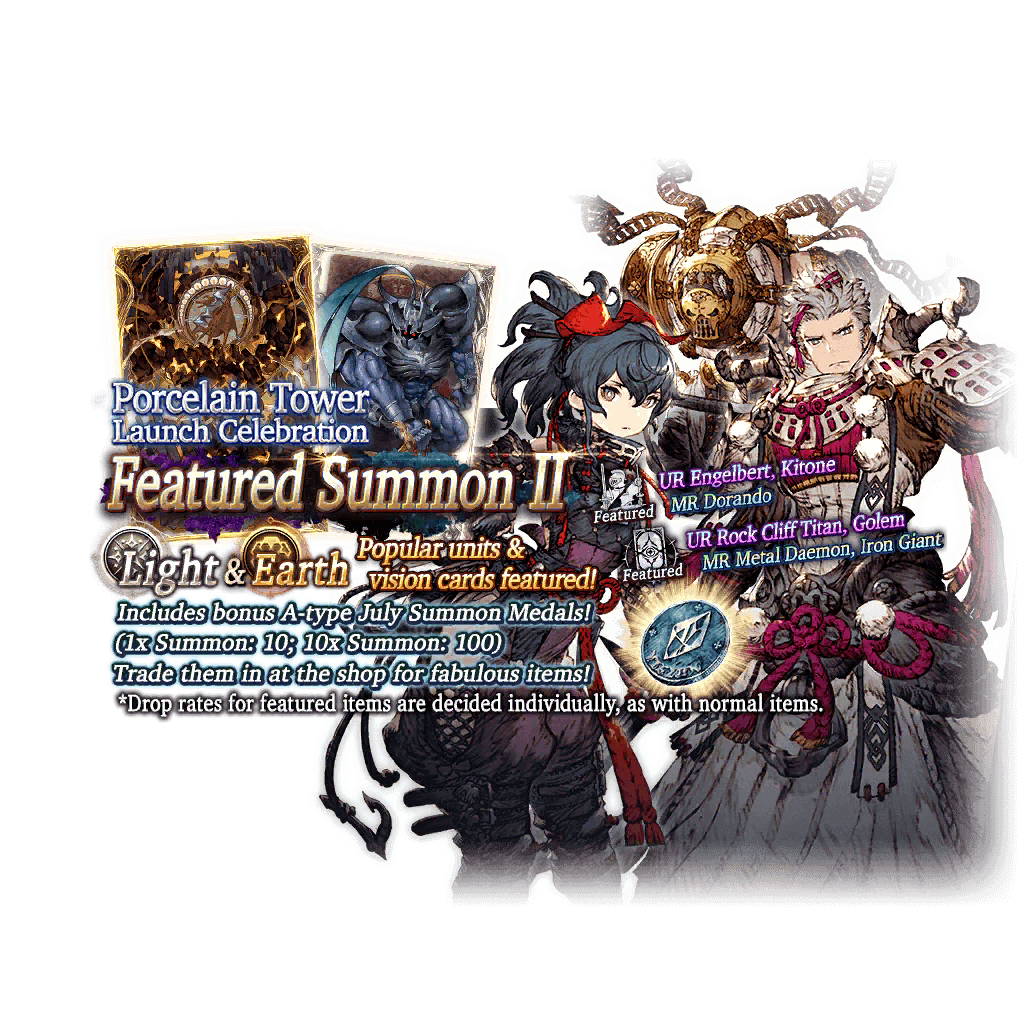 Porcelain Tower
Launch Celebration
Featured Summon II
Light & Earth
Popular units &
vision cards featured!
Featured
UR Engelbert, Kitone
MR Dorando
Featured
UR Rock Cliff Titan, Golem
MR Metal Daemon, Iron Giant
Includes bonus A-type July Summon Medals!
(1x Summon: 10; 10x Summon: 100)
Trade them in at the shop for fabulous items!
*Drop rates for featured items are decided individually, as with normal items.